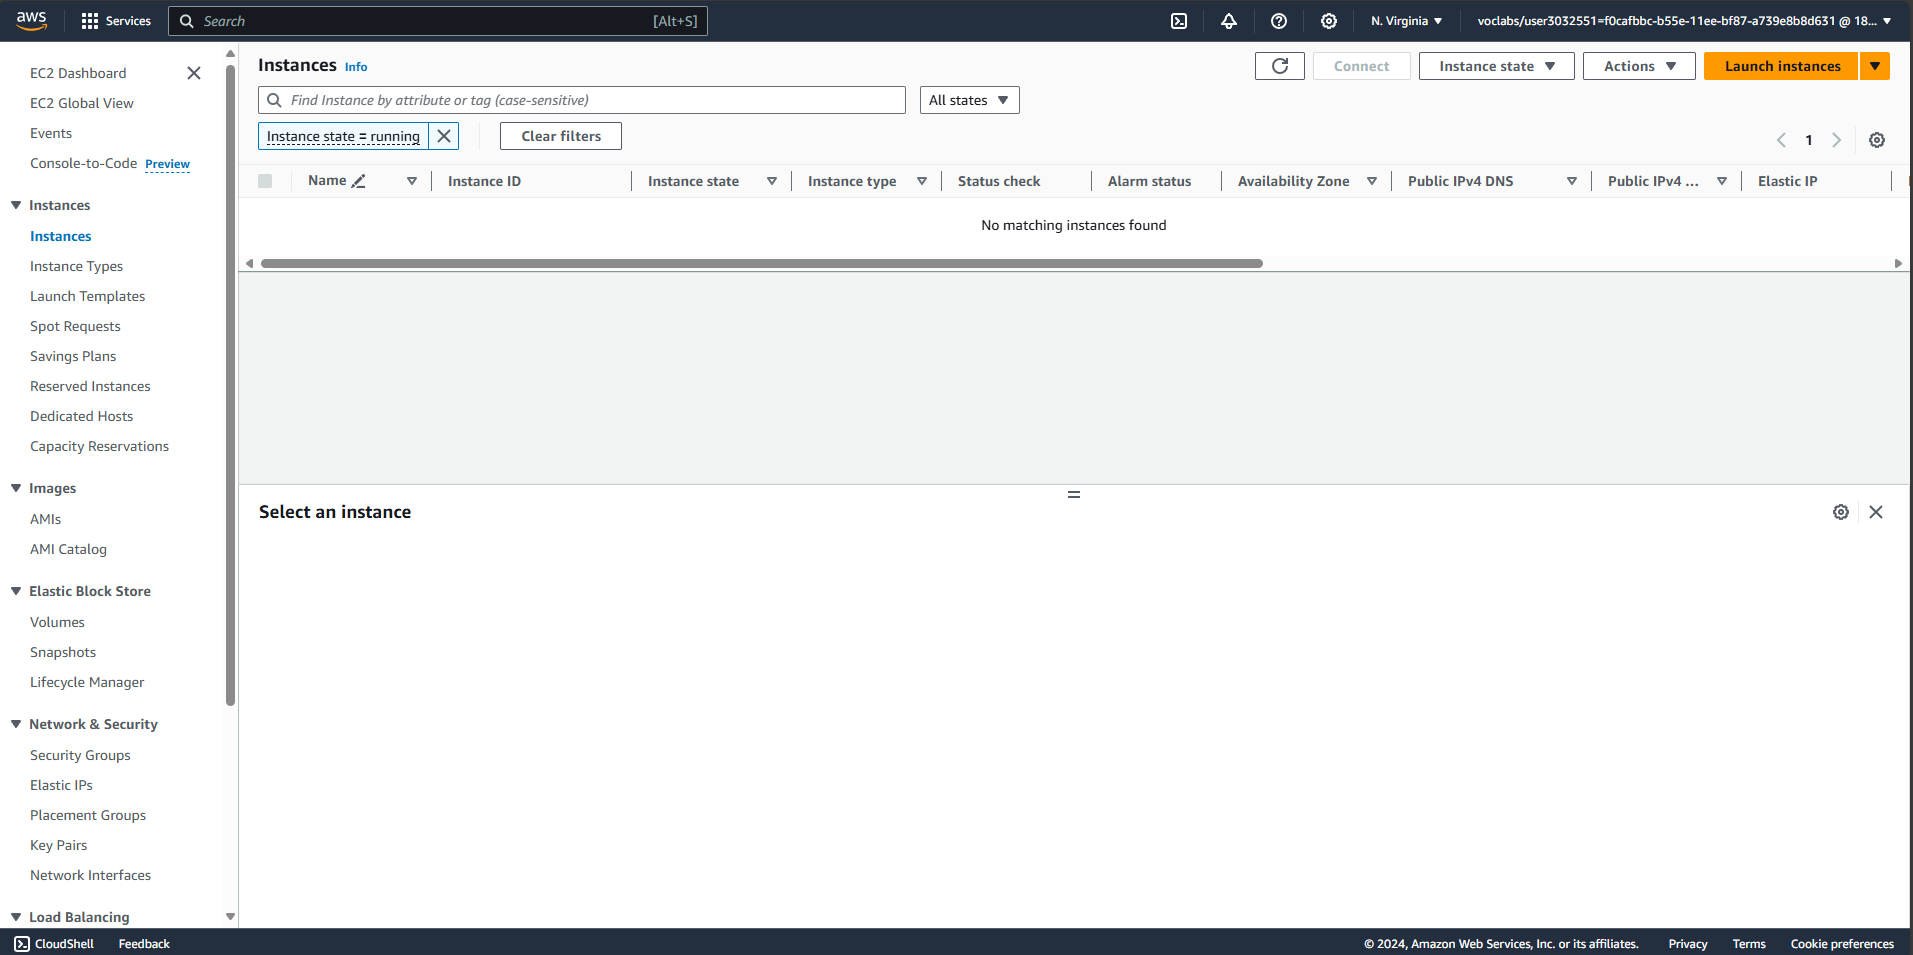 aws
Services
Search
[Alt+S]
N. Virginia
voclabs/user3032551=f0cafbbc-b55e-11ee-bf87-a739e8b8d631 @ 18...
EC2 Dashboard
EC2 Global View
Events
Console-to-Code Preview
Instances
Instances
Instance Types
Launch Templates
Spot Requests
Savings Plans
Reserved Instances
Dedicated Hosts
Capacity Reservations
Images
AMIs
AMI Catalog
Elastic Block Store
Volumes
Snapshots
Lifecycle Manager
Network & Security
Security Groups
Elastic IPs
Placement Groups
Key Pairs
Network Interfaces
Load Balancing
Instances Info
Connect
Instance state
Actions
Launch instances
Find Instance by attribute or tag (case-sensitive)
All states
Instance state = running
Clear filters
1
Name
Instance ID
Instance state
Instance type
Status check
Alarm status
Availability Zone
Public IPv4 DNS
Public IPv4 ...
Elastic IP
No matching instances found
Select an instance
CloudShell
Feedback
© 2024, Amazon Web Services, Inc. or its affiliates.
Privacy
Terms
Cookie preferences